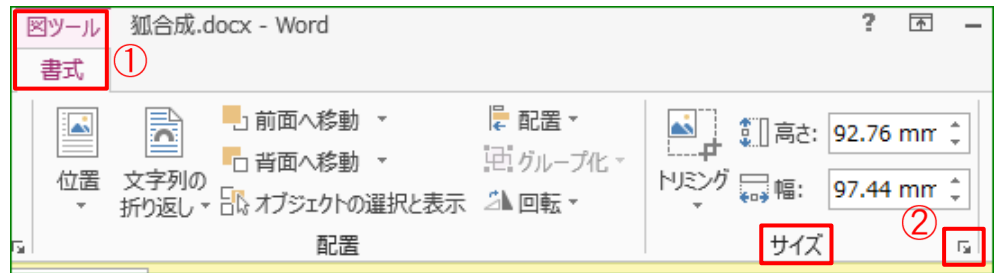 図ツール 狐合成.docx - Word ?
書式 ①
前面へ移動 配置 高さ: 92.76 mm
背面へ移動 グループ化
位置 文字列の折り返し オブジェクトの選択と表示 回転 トリミング 幅: 97.44 mm
②
配置 サイズ